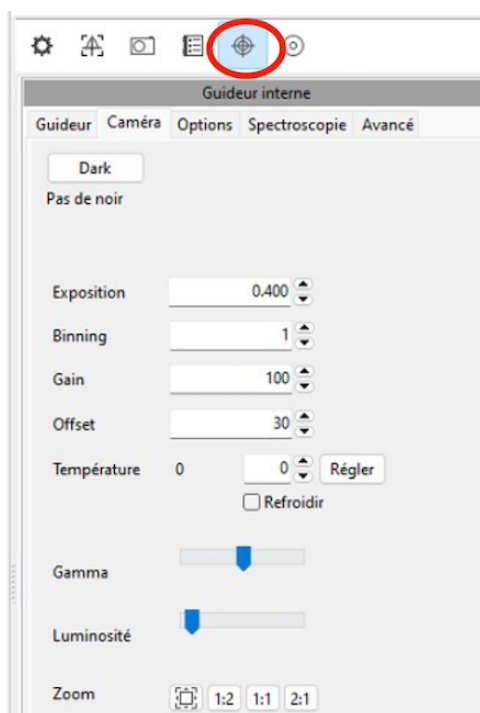 Guideur interne
Guideur Caméra Options Spectroscopie Avancé
Dark
Pas de noir
Exposition 0.400
Binning 1
Gain 100
Offset 30
Température 0 0 Régler
Refroidir
Gamma
Luminosité
Zoom 1:2 1:1 2:1